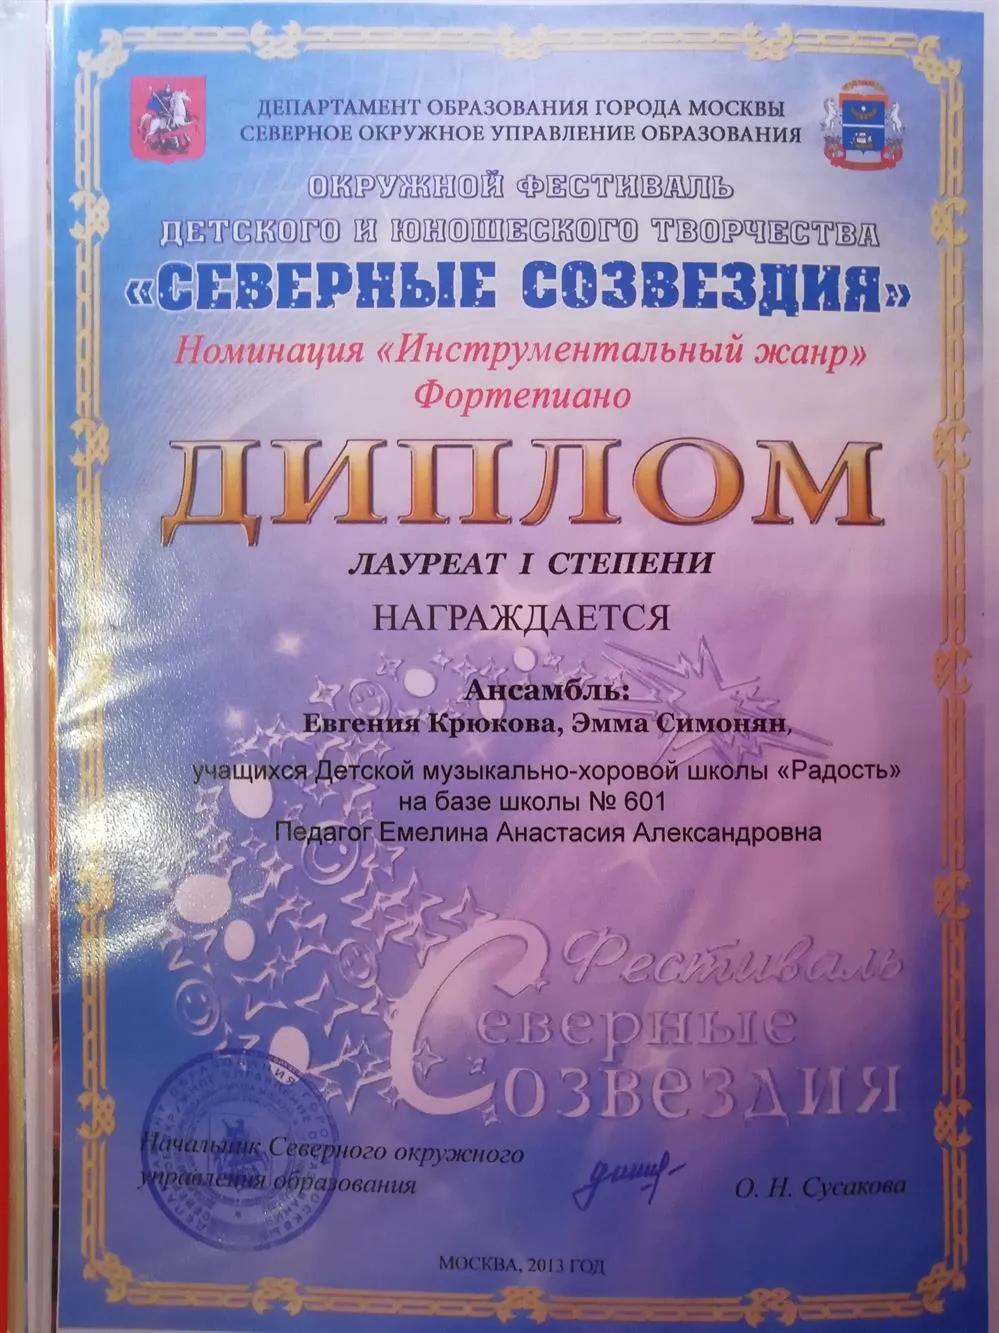 ДЕПАРТАМЕНТ ОБРАЗОВАНИЯ ГОРОДА МОСКВЫ
СЕВЕРНОЕ ОКРУЖНОЕ УПРАВЛЕНИЕ ОБРАЗОВАНИЯ
ОКРУЖНОЙ ФЕСТИВАЛЬ
ДЕТСКОГО И ЮНОШЕСКОГО ТВОРЧЕСТВА
«СЕВЕРНЫЕ СОЗВЕЗДИЯ»
Номинация «Инструментальный жанр»
Фортепиано
ДИПЛОМ
ЛАУРЕАТ I СТЕПЕНИ
НАГРАЖДАЕТСЯ
Ансамбль:
Евгения Крюкова, Эмма Симонян,
учащихся Детской музыкально-хоровой школы «Радость»
на базе школы № 601
Педагог Емелина Анастасия Александровна
Фестиваль
Северные
Созвездия
Начальник Северного окружного
управления образования
О. Н. Сусакова
МОСКВА, 2013 ГОД